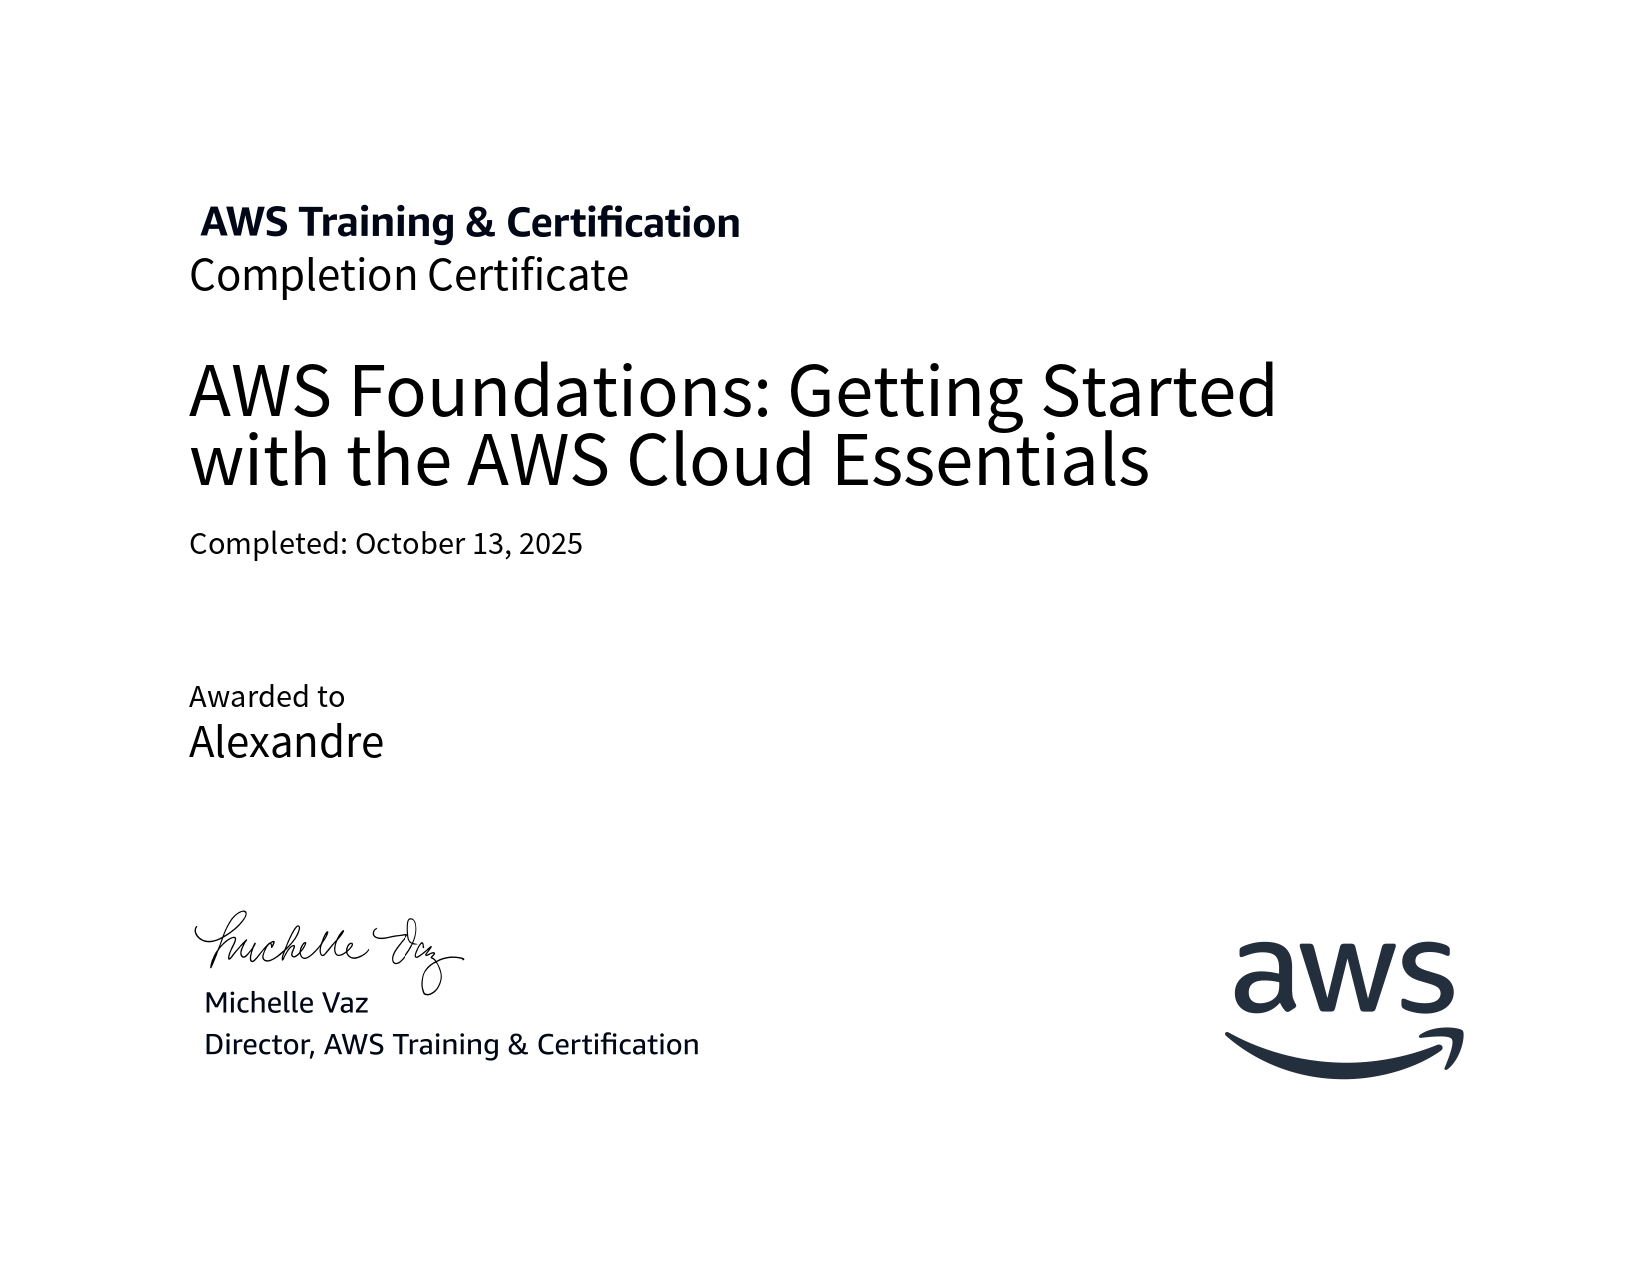 AWS Training & Certification
Completion Certificate
AWS Foundations: Getting Started
with the AWS Cloud Essentials
Completed: October 13, 2025
Awarded to
Alexandre
Michelle Vaz
Michelle Vaz
Director, AWS Training & Certification
aws